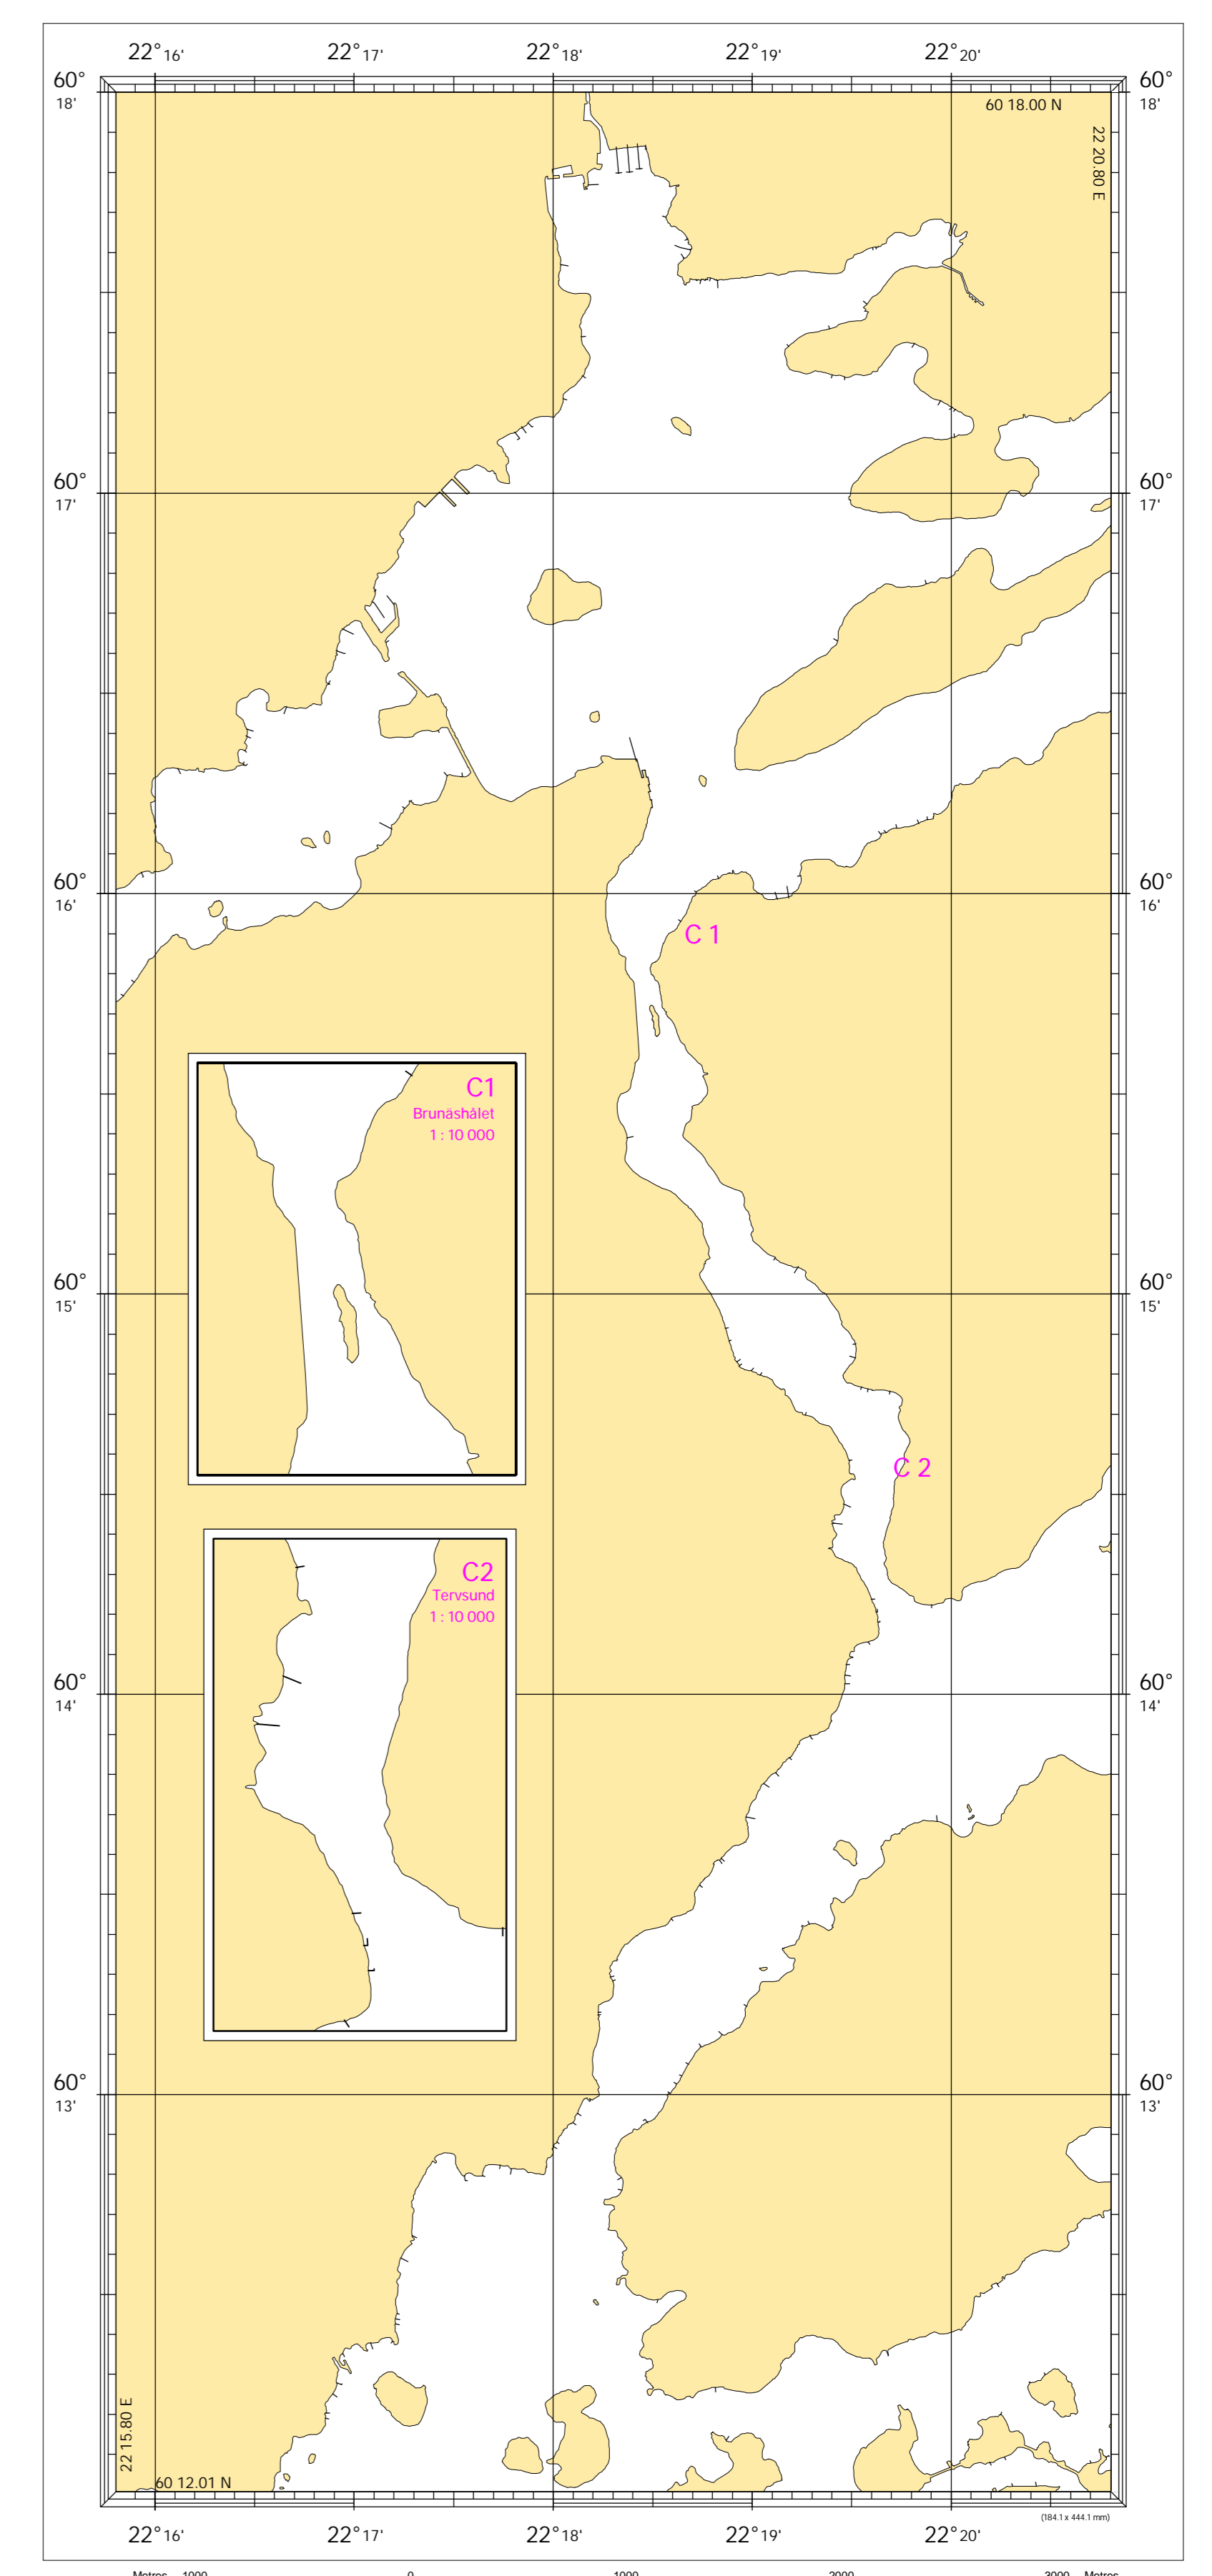 22°16' 22°17' 22°18' 22°19' 22°20'
60° 18' 60° 18'
60 18.00 N
22 20.80 E
60° 17' 60° 17'
60° 16' 60° 16'
C 1
C1
Brunäshålet
1 : 10 000
60° 15' 60° 15'
C 2
C2
Tervsund
1 : 10 000
60° 14' 60° 14'
60° 13' 60° 13'
22 15.80 E
60 12.01 N
(184.1 x 444.1 mm)
22°16' 22°17' 22°18' 22°19' 22°20'
Metres 1000 0 1000 2000 3000 Metres